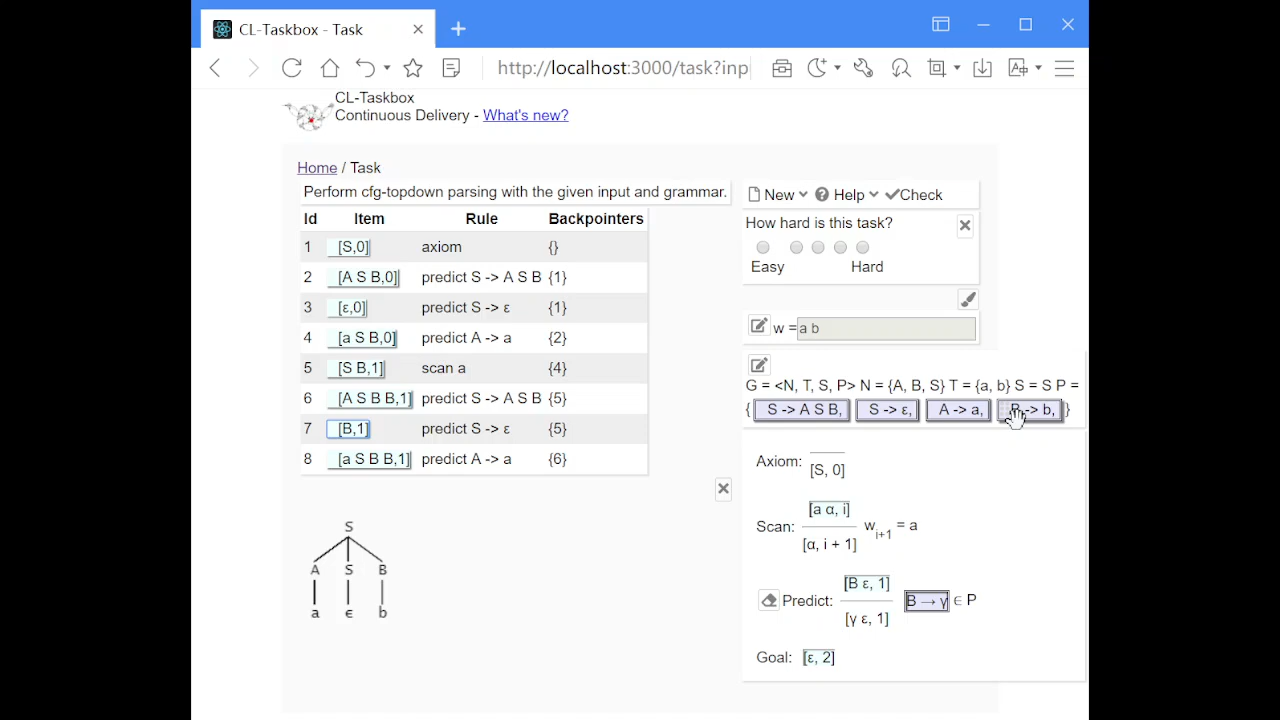 CL-Taskbox - Task
http://localhost:3000/task?inp
CL-Taskbox
Continuous Delivery - What's new?
Home / Task
Perform cfg-topdown parsing with the given input and grammar.
Id Item Rule Backpointers
1 [S,0] axiom {}
2 [A S B,0] predict S -> A S B {1}
3 [ε,0] predict S -> ε {1}
4 [a S B,0] predict A -> a {2}
5 [S B,1] scan a {4}
6 [A S B B,1] predict S -> A S B {5}
7 [B,1] predict S -> ε {5}
8 [a S B B,1] predict A -> a {6}
S
A S B
a ϵ b
New Help Check
How hard is this task?
Easy Hard
w = a b
G = <N, T, S, P> N = {A, B, S} T = {a, b} S = S P =
{ S -> A S B, S -> ε, A -> a, B -> b, }
Axiom: [S, 0]
Scan: [a α, i] w i+1 = a
[α, i + 1]
Predict: [B ε, 1] B → γ ∈ P
[γ ε, 1]
Goal: [ε, 2]